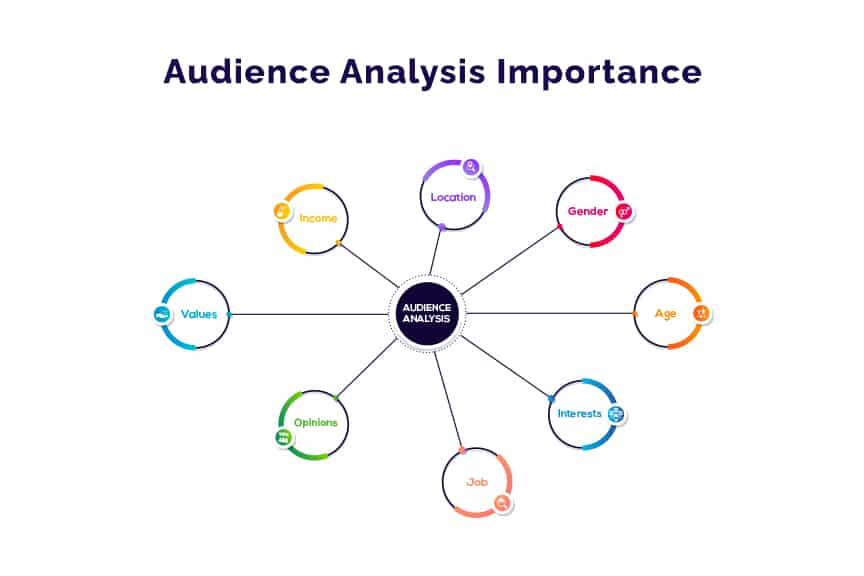 Audience Analysis Importance
Location
Income
Gender
Values
AUDIENCE
ANALYSIS
Age
Opinions
Interests
Job